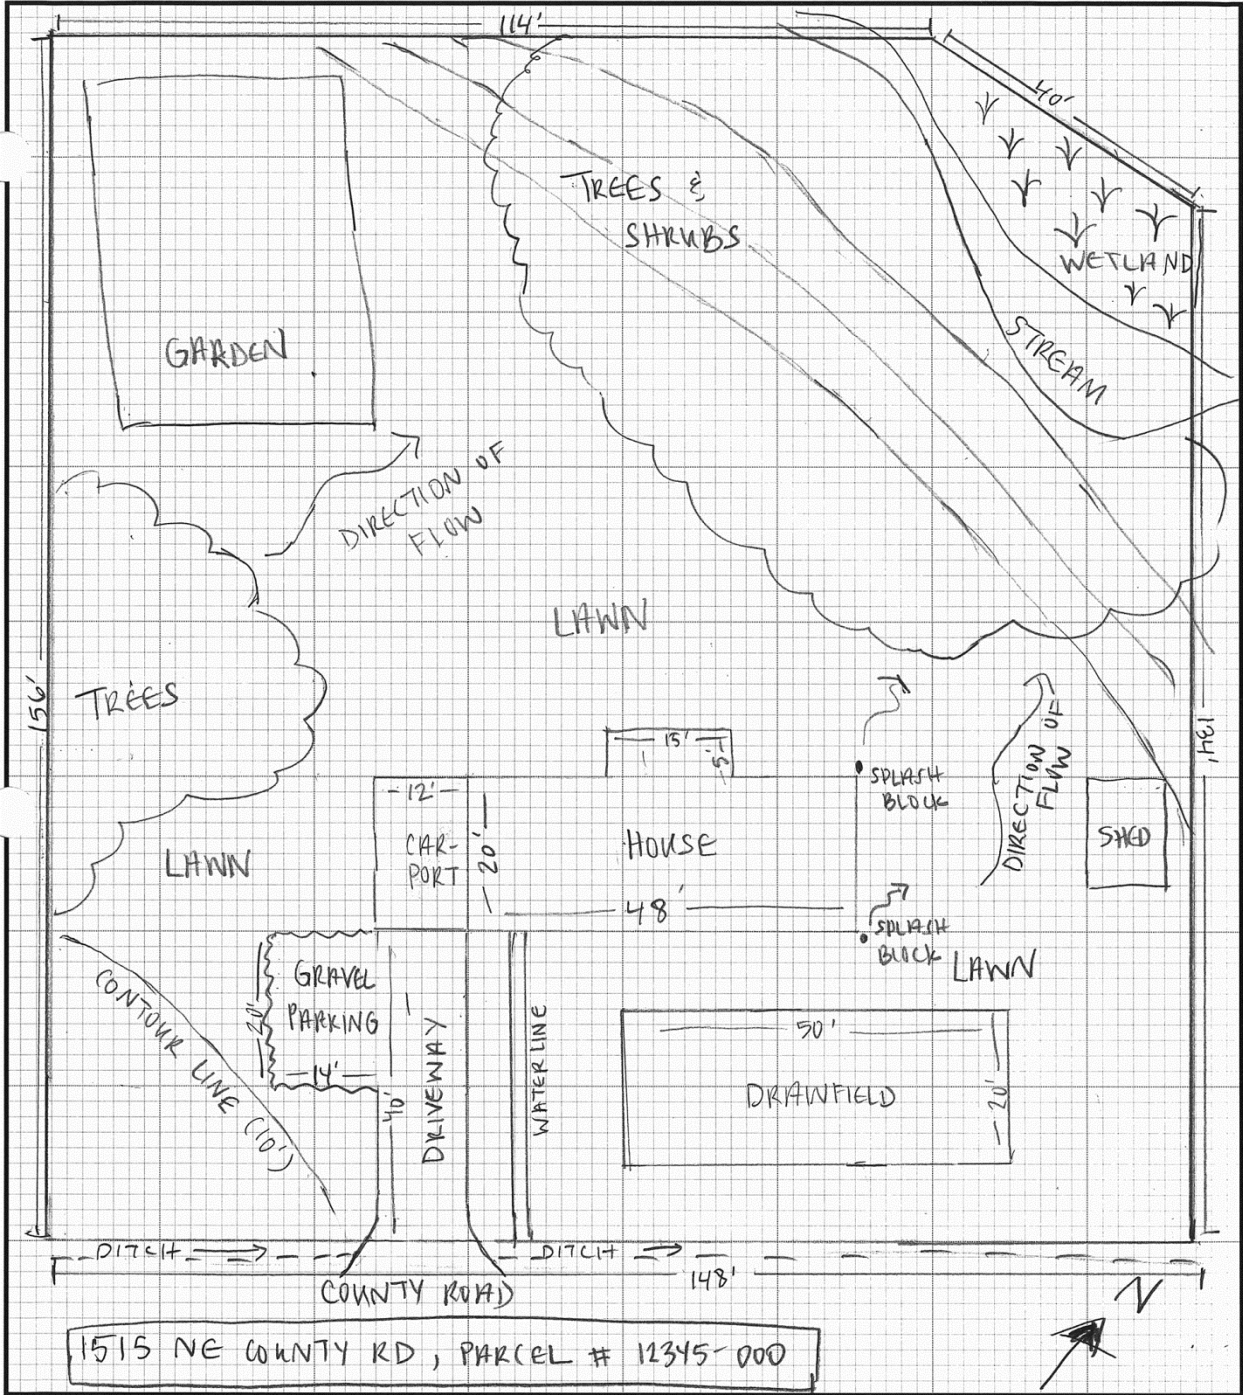 114'
40'
TREES &
SHRUBS
WETLAND
STREAM
GARDEN
DIRECTION OF
FLOW
LAWN
TREES
156'
134'
15'
5'
SPLASH
BLOCK
DIRECTION OF
FLOW
12'
CAR-
PORT
20'
HOUSE
SHED
48'
LAWN
SPLASH
BLOCK
LAWN
CONTOUR LINE (10')
GRAVEL
PARKING
20'
14'
40'
DRIVEWAY
WATERLINE
50'
DRAINFIELD
20'
DITCH
DITCH
148'
COUNTY ROAD
N
1515 NE COUNTY RD, PARCEL # 12345-000